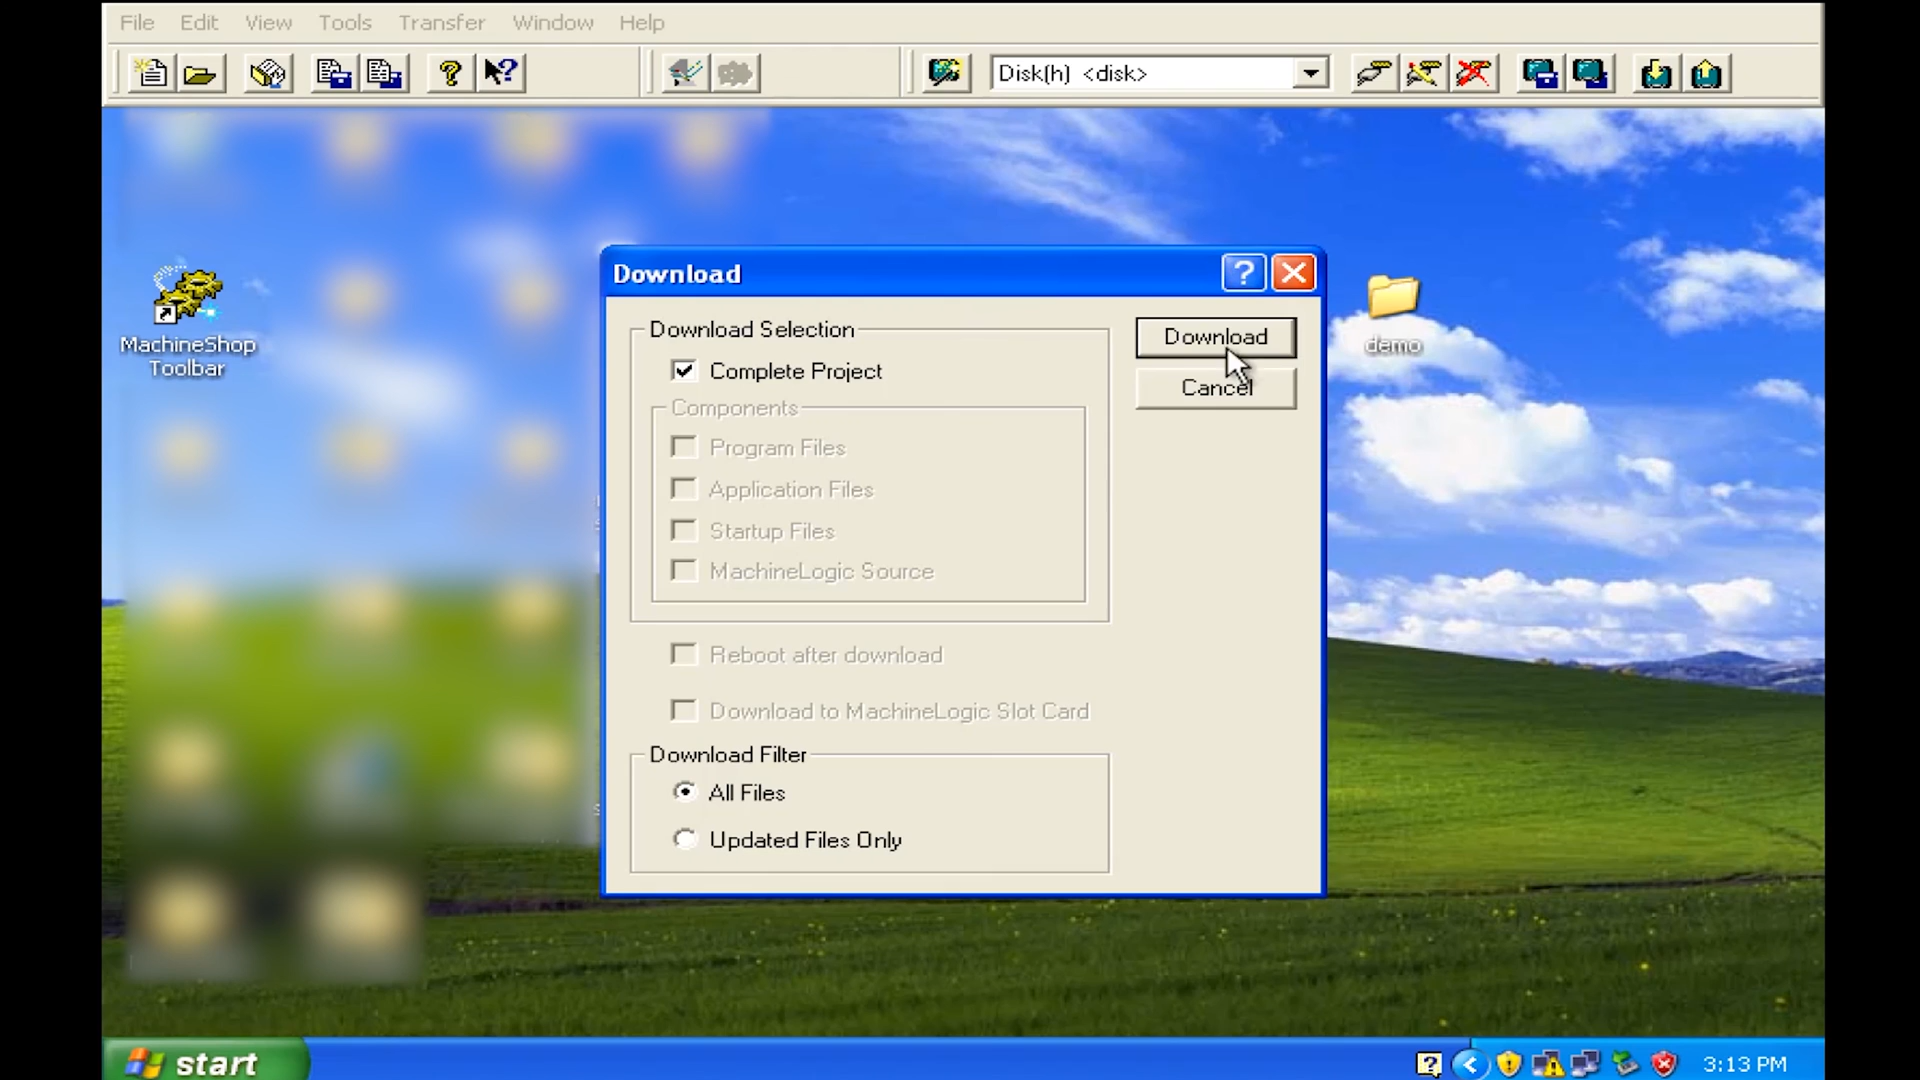 File Edit View Tools Transfer Window Help
Disk(h) <disk>
MachineShop
Toolbar
demo
Download
Download Selection
Download
Complete Project
Cancel
Components
Program Files
Application Files
Startup Files
MachineLogic Source
Reboot after download
Download to MachineLogic Slot Card
Download Filter
All Files
Updated Files Only
start
3:13 PM